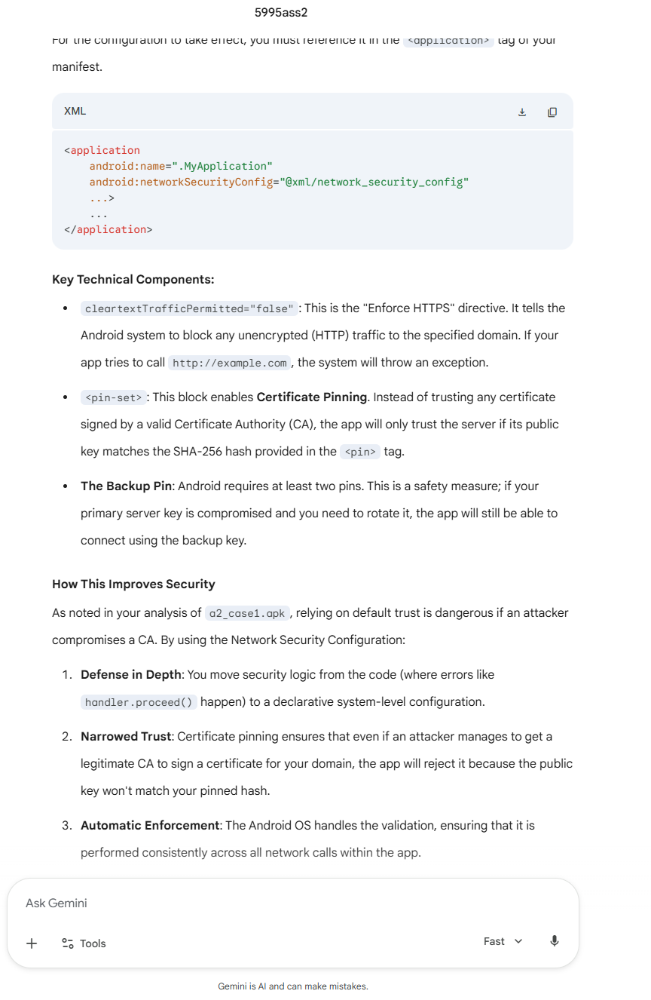 5995ass2
For the configuration to take effect, you must reference it in the <application> tag of your
manifest.
XML
<application
    android:name=".MyApplication"
    android:networkSecurityConfig="@xml/network_security_config"
    ...>
    ...
</application>
Key Technical Components:
• cleartextTrafficPermitted="false" : This is the "Enforce HTTPS" directive. It tells the
Android system to block any unencrypted (HTTP) traffic to the specified domain. If your
app tries to call http://example.com , the system will throw an exception.
• <pin-set> : This block enables Certificate Pinning. Instead of trusting any certificate
signed by a valid Certificate Authority (CA), the app will only trust the server if its public
key matches the SHA-256 hash provided in the <pin> tag.
• The Backup Pin: Android requires at least two pins. This is a safety measure; if your
primary server key is compromised and you need to rotate it, the app will still be able to
connect using the backup key.
How This Improves Security
As noted in your analysis of a2_case1.apk , relying on default trust is dangerous if an attacker
compromises a CA. By using the Network Security Configuration:
1. Defense in Depth: You move security logic from the code (where errors like
handler.proceed() happen) to a declarative system-level configuration.
2. Narrowed Trust: Certificate pinning ensures that even if an attacker manages to get a
legitimate CA to sign a certificate for your domain, the app will reject it because the public
key won't match your pinned hash.
3. Automatic Enforcement: The Android OS handles the validation, ensuring that it is
performed consistently across all network calls within the app.
Ask Gemini
Tools
Fast
Gemini is AI and can make mistakes.